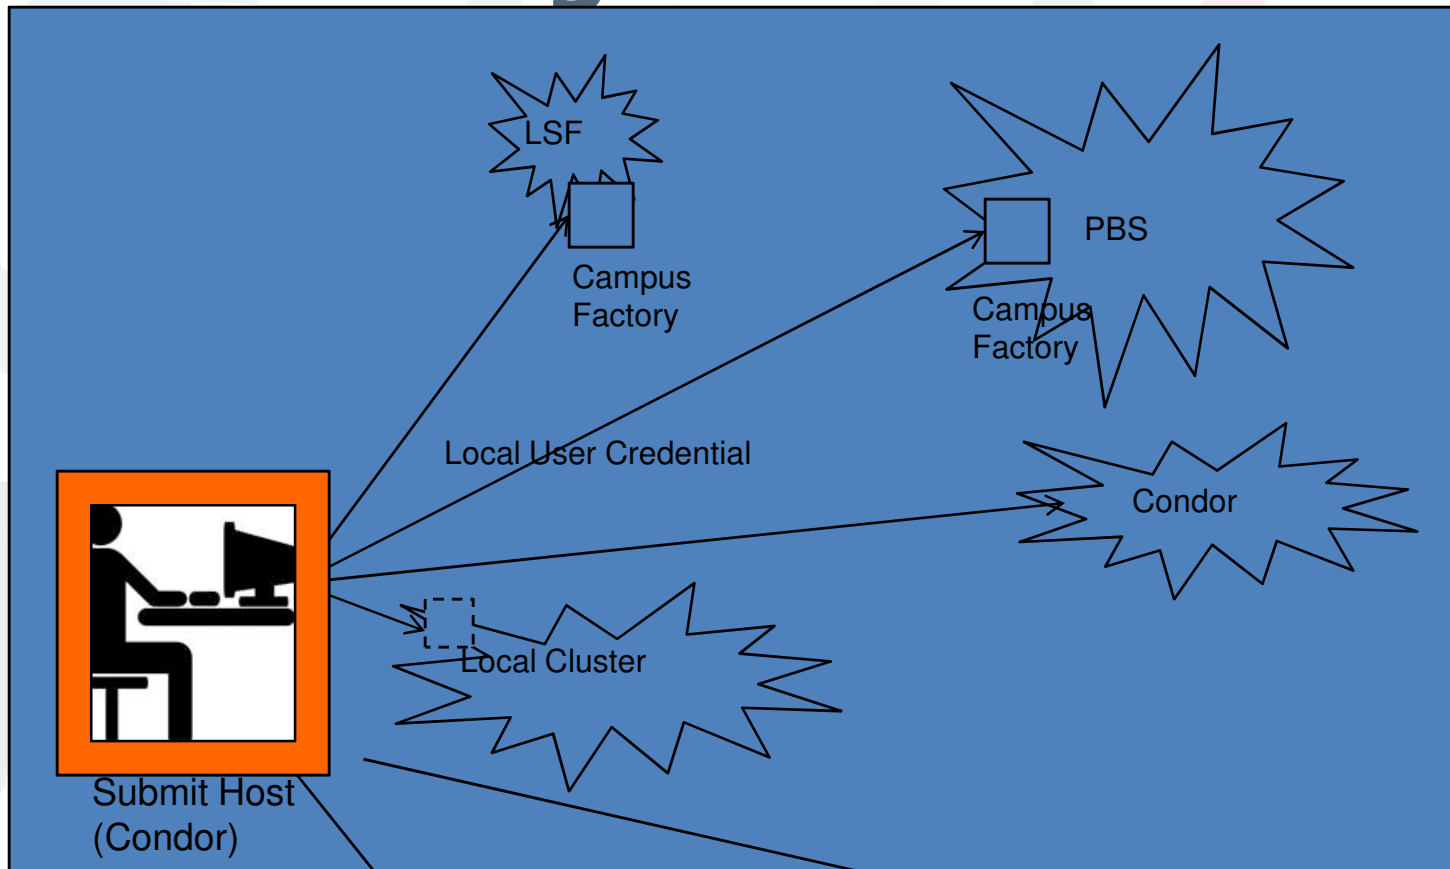 LSF
PBS
Campus
Factory
Campus
Factory
Local User Credential
Condor
Local Cluster
Submit Host
(Condor)